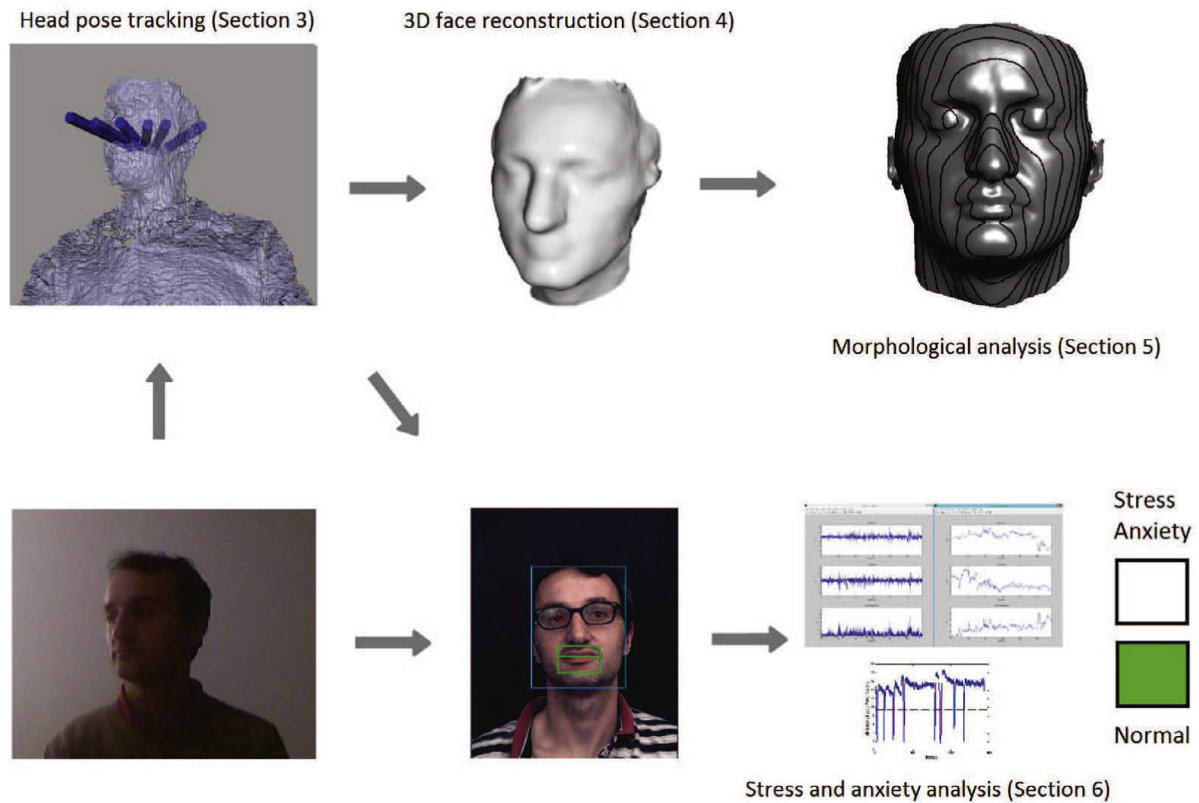 Head pose tracking (Section 3)
3D face reconstruction (Section 4)
Morphological analysis (Section 5)
Stress
Anxiety
Normal
Stress and anxiety analysis (Section 6)